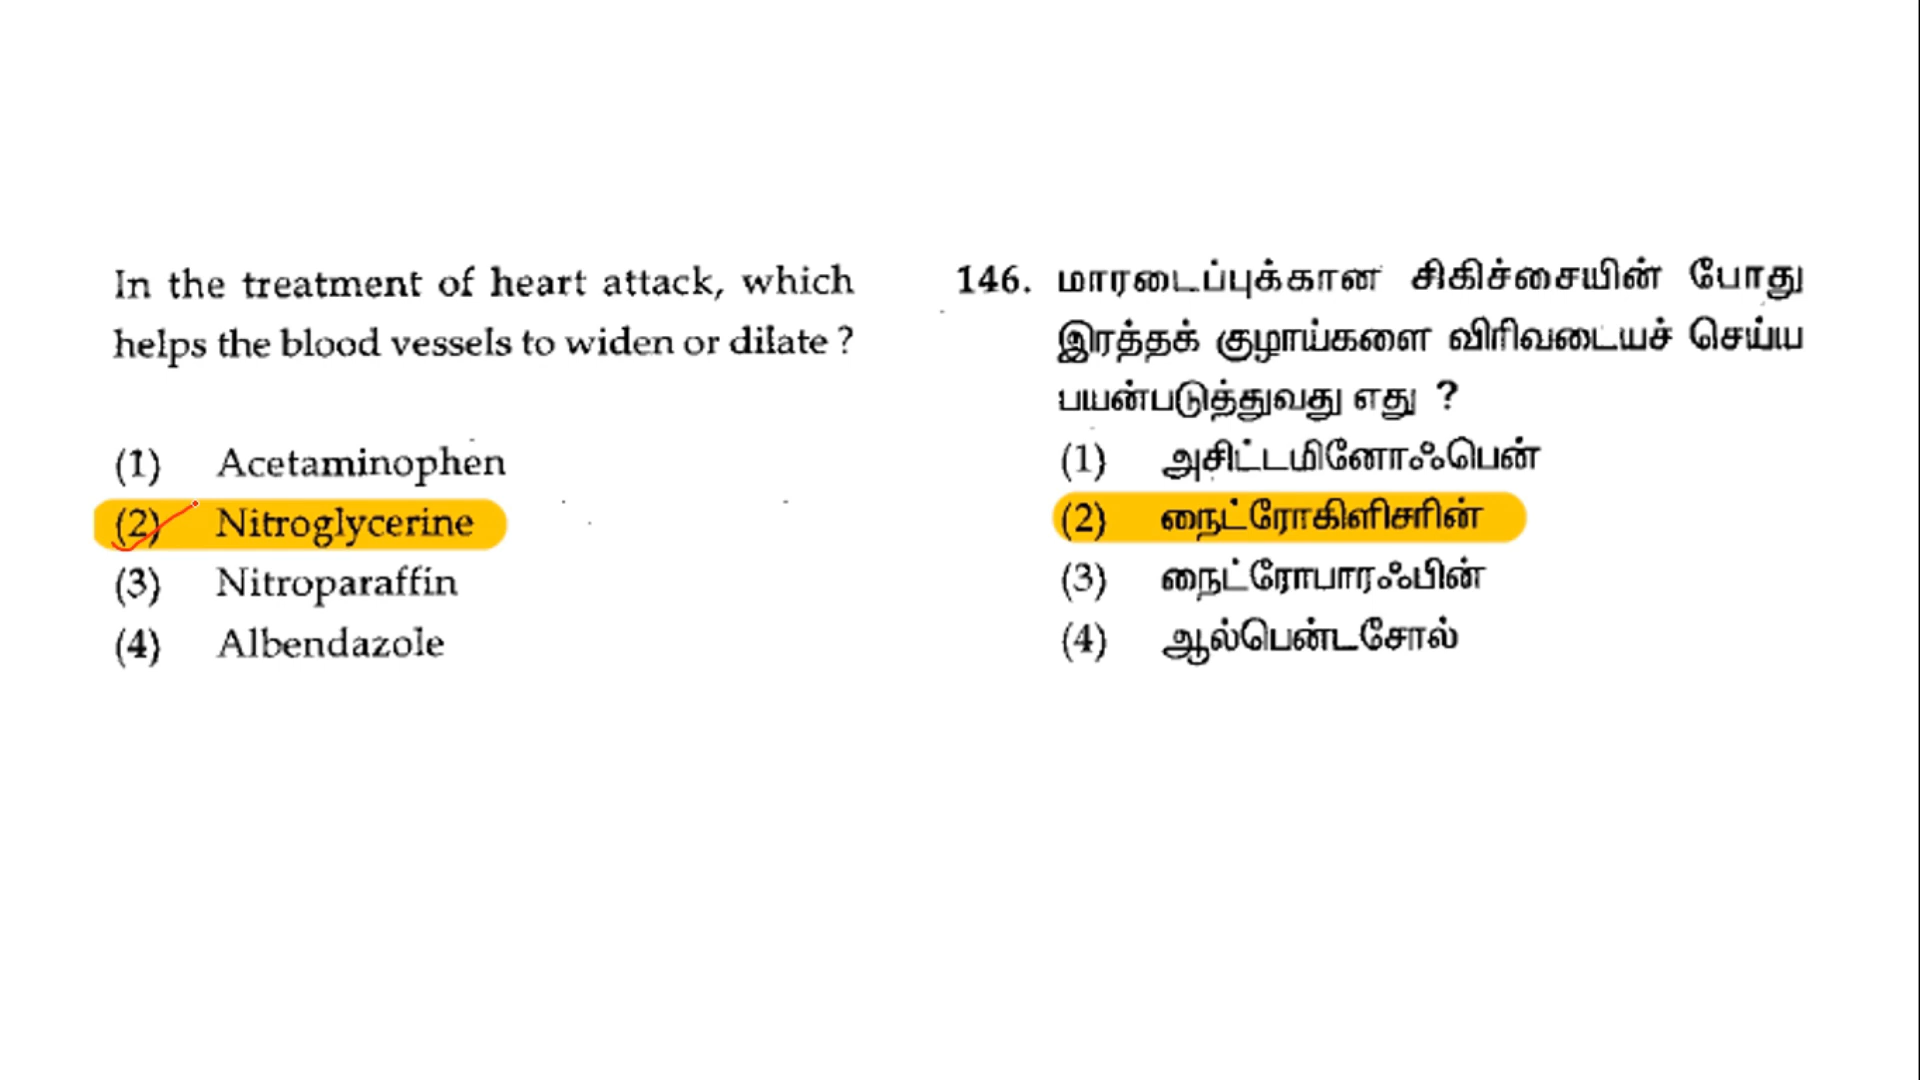 In the treatment of heart attack, which
helps the blood vessels to widen or dilate ?
(1) Acetaminophen
(2) Nitroglycerine
(3) Nitroparaffin
(4) Albendazole
146. மாரடைப்புக்கான சிகிச்சையின் போது
இரத்தக் குழாய்களை விரிவடையச் செய்ய
பயன்படுத்துவது எது ?
(1) அசிட்டமினோஃபென்
(2) நைட்ரோகிளிசரின்
(3) நைட்ரோபாரஃபின்
(4) ஆல்பென்டசோல்